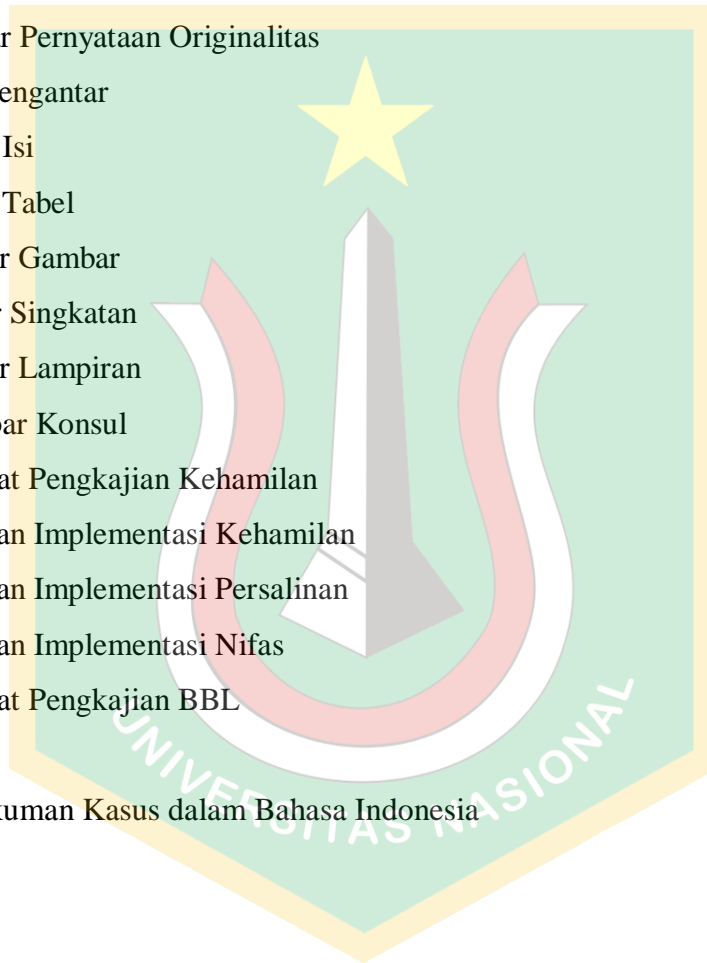 r Pernyataan Originalitas
engantar
Isi
Tabel
r Gambar
r Singkatan
r Lampiran
bar Konsul
at Pengkajian Kehamilan
an Implementasi Kehamilan
an Implementasi Persalinan
an Implementasi Nifas
at Pengkajian BBL
kuman Kasus dalam Bahasa Indonesia
UNIVERSITAS NASIONAL